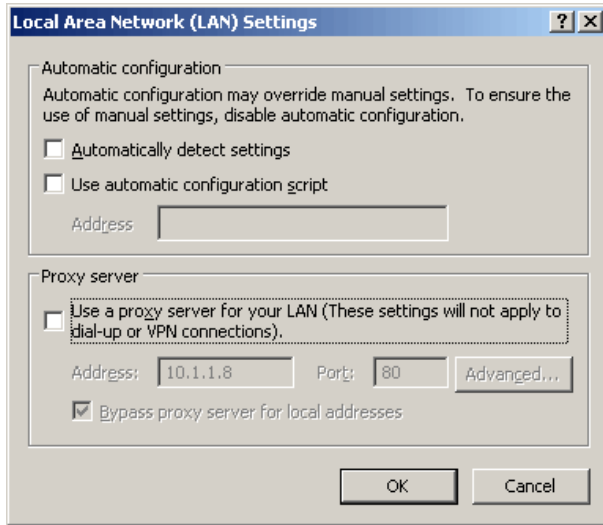 Local Area Network (LAN) Settings
Automatic configuration
Automatic configuration may override manual settings. To ensure the
use of manual settings, disable automatic configuration.
Automatically detect settings
Use automatic configuration script
Address
Proxy server
Use a proxy server for your LAN (These settings will not apply to
dial-up or VPN connections).
Address: 10.1.1.8 Port: 80 Advanced...
Bypass proxy server for local addresses
OK Cancel